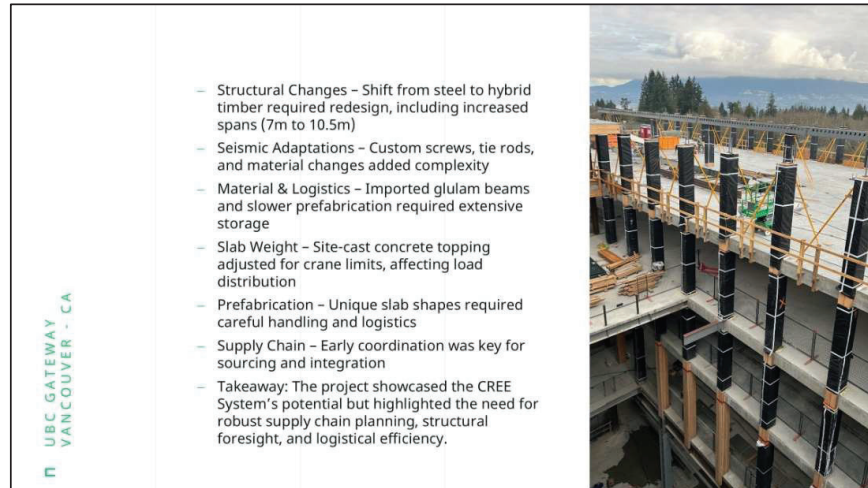 – Structural Changes – Shift from steel to hybrid
timber required redesign, including increased
spans (7m to 10.5m)
– Seismic Adaptations – Custom screws, tie rods,
and material changes added complexity
– Material & Logistics – Imported glulam beams
and slower prefabrication required extensive
storage
– Slab Weight – Site-cast concrete topping
adjusted for crane limits, affecting load
distribution
– Prefabrication – Unique slab shapes required
careful handling and logistics
– Supply Chain – Early coordination was key for
sourcing and integration
– Takeaway: The project showcased the CREE
System's potential but highlighted the need for
robust supply chain planning, structural
foresight, and logistical efficiency.
UBC GATEWAY
VANCOUVER - CA